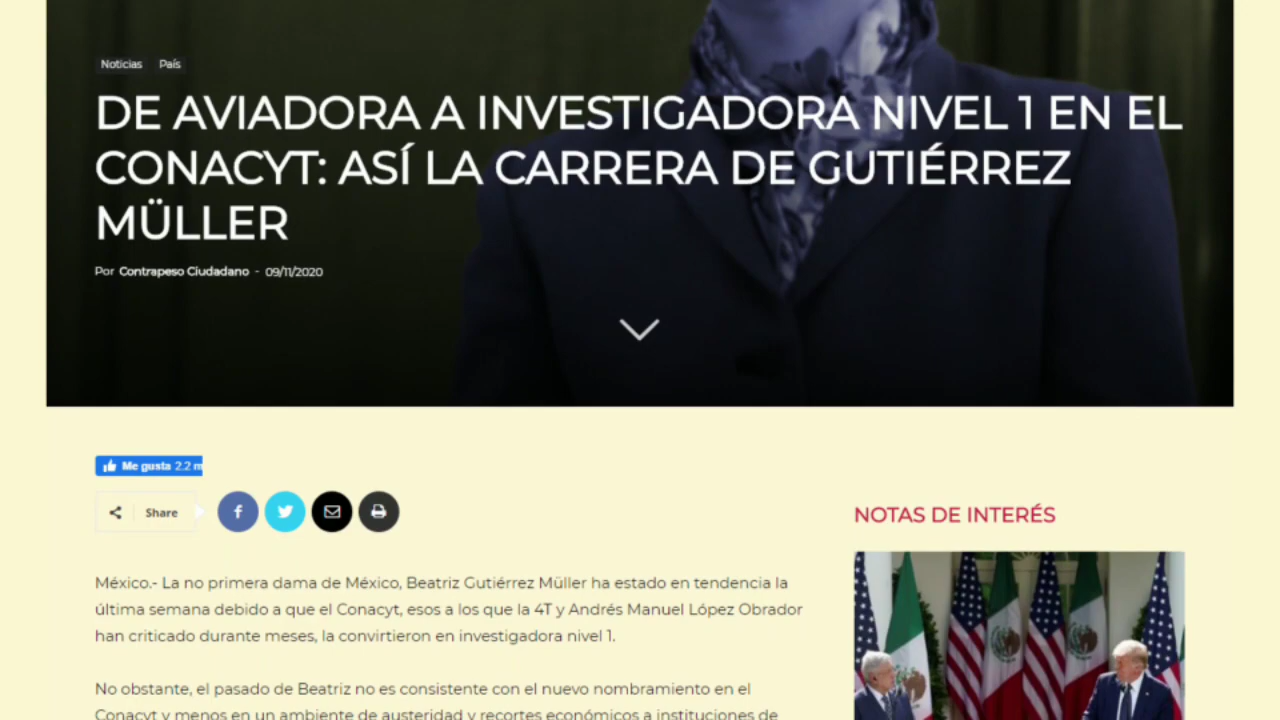 Noticias País
DE AVIADORA A INVESTIGADORA NIVEL 1 EN EL
CONACYT: ASÍ LA CARRERA DE GUTIÉRREZ
MÜLLER
Por Contrapeso Ciudadano - 09/11/2020
Me gusta 2.2 m
Share
NOTAS DE INTERÉS
México.- La no primera dama de México, Beatriz Gutiérrez Müller ha estado en tendencia la
última semana debido a que el Conacyt, esos a los que la 4T y Andrés Manuel López Obrador
han criticado durante meses, la convirtieron en investigadora nivel 1.
No obstante, el pasado de Beatriz no es consistente con el nuevo nombramiento en el
Conacyt y menos en un ambiente de austeridad y recortes económicos a instituciones de